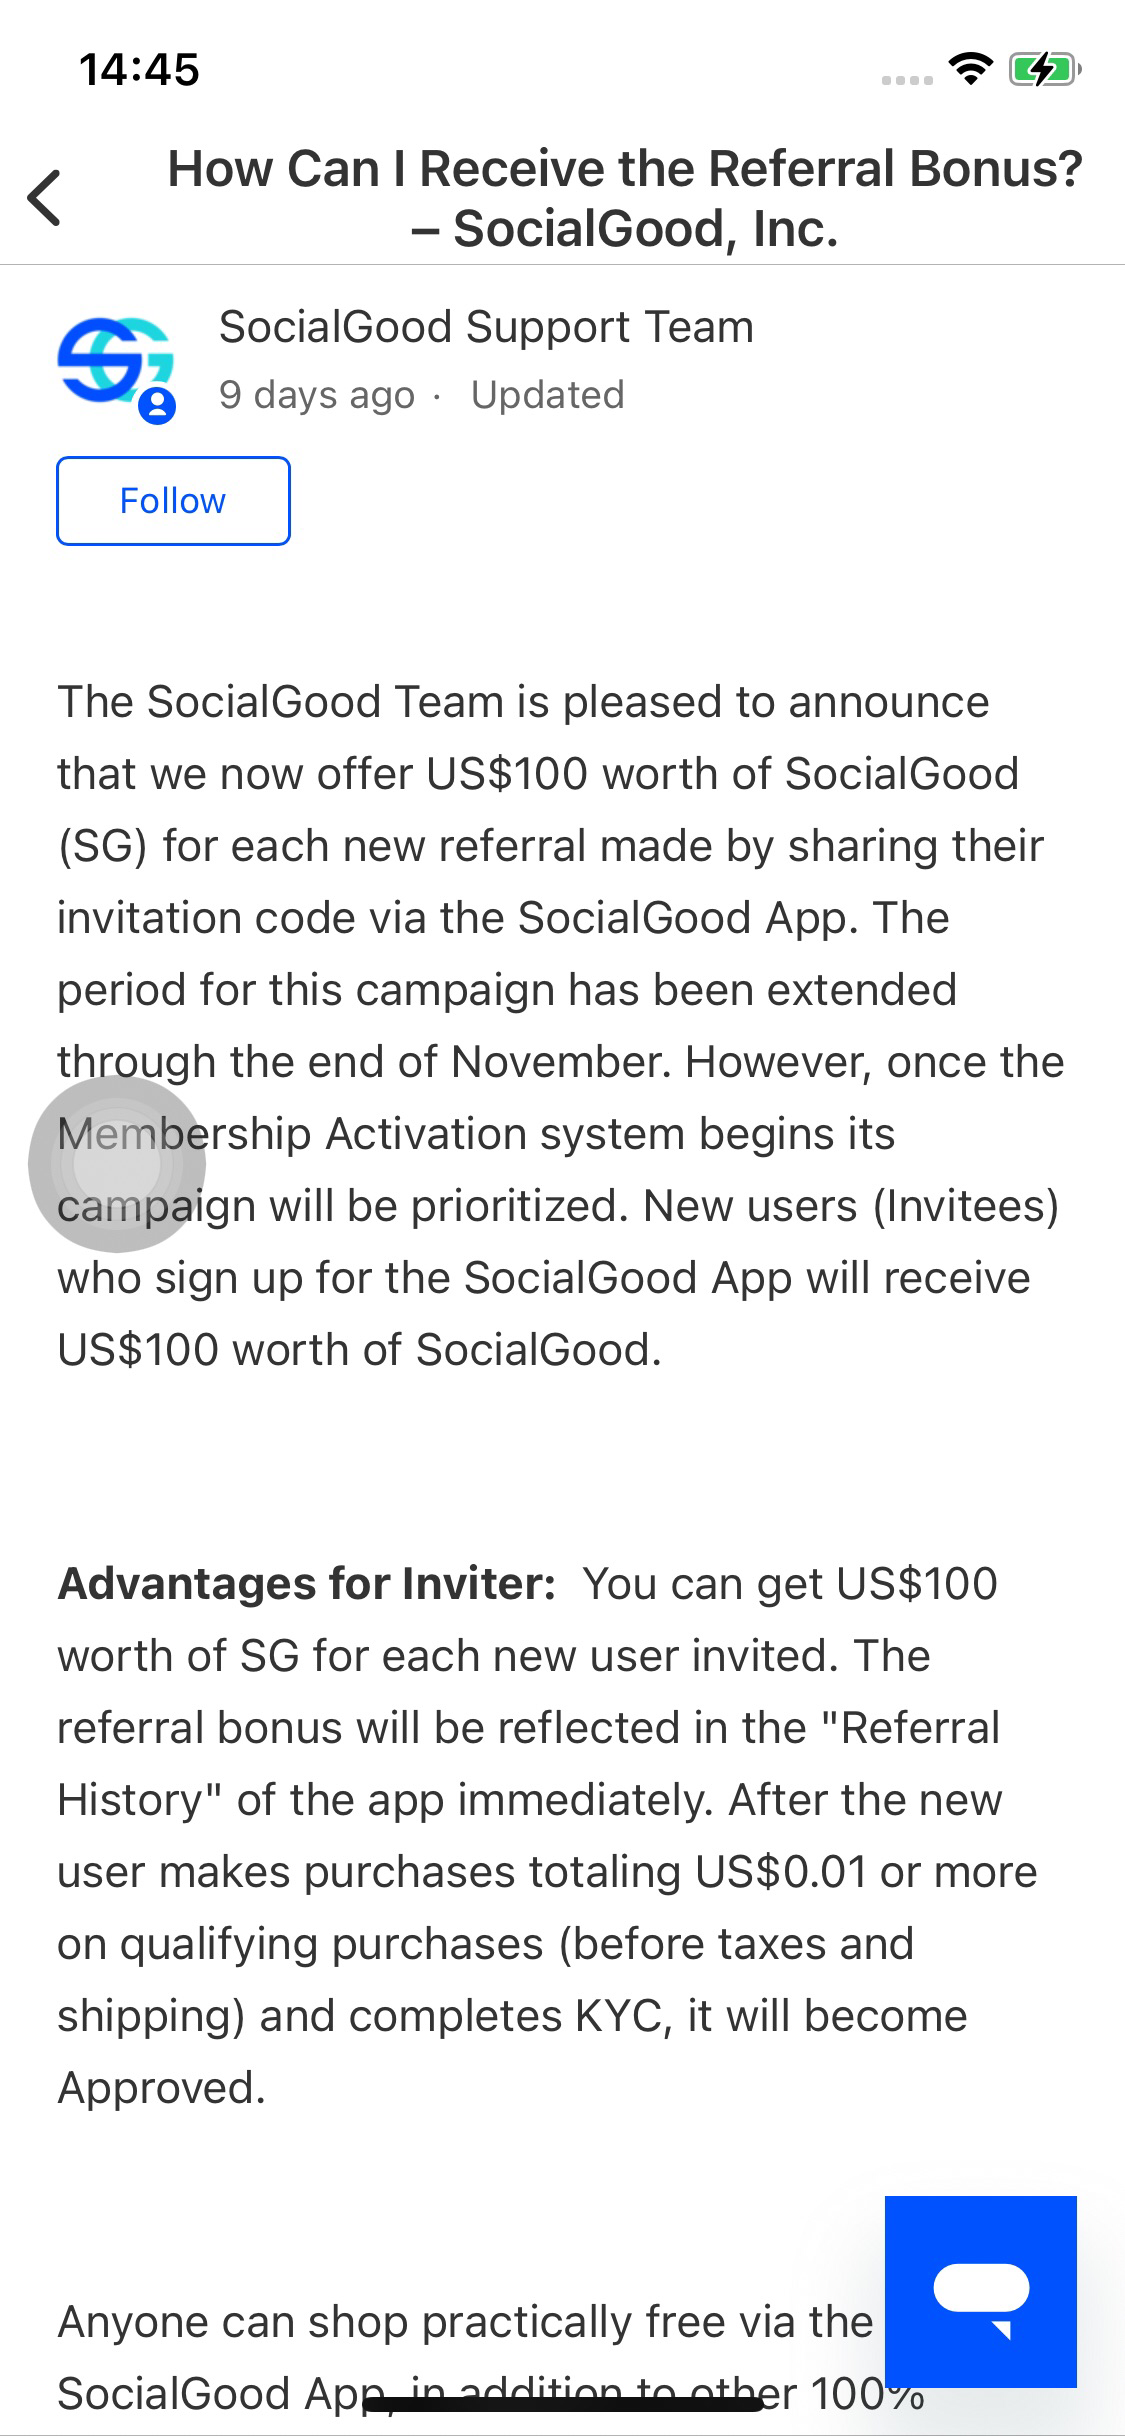 14:45
How Can I Receive the Referral Bonus?
– SocialGood, Inc.
SocialGood Support Team
9 days ago · Updated
Follow
The SocialGood Team is pleased to announce
that we now offer US$100 worth of SocialGood
(SG) for each new referral made by sharing their
invitation code via the SocialGood App. The
period for this campaign has been extended
through the end of November. However, once the
Membership Activation system begins its
campaign will be prioritized. New users (Invitees)
who sign up for the SocialGood App will receive
US$100 worth of SocialGood.
Advantages for Inviter: You can get US$100
worth of SG for each new user invited. The
referral bonus will be reflected in the "Referral
History" of the app immediately. After the new
user makes purchases totaling US$0.01 or more
on qualifying purchases (before taxes and
shipping) and completes KYC, it will become
Approved.
Anyone can shop practically free via the
SocialGood App, in addition to other 100%